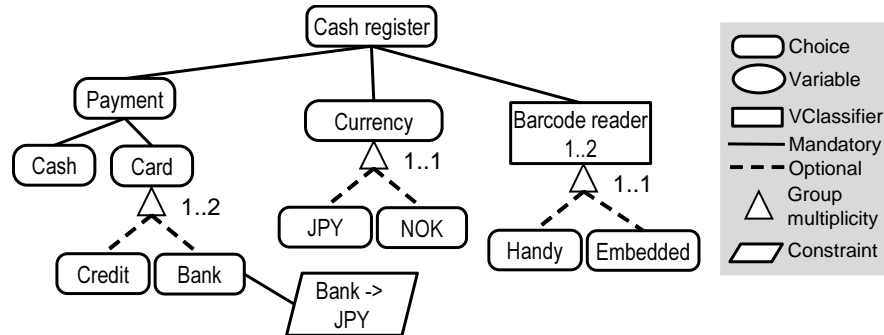 Cash register
Payment
Currency
Barcode reader
1..2
Cash
Card
1..1
1..1
1..2
JPY
NOK
Handy
Embedded
Credit
Bank
Bank ->
JPY
Choice
Variable
VClassifier
Mandatory
Optional
Group
multiplicity
Constraint